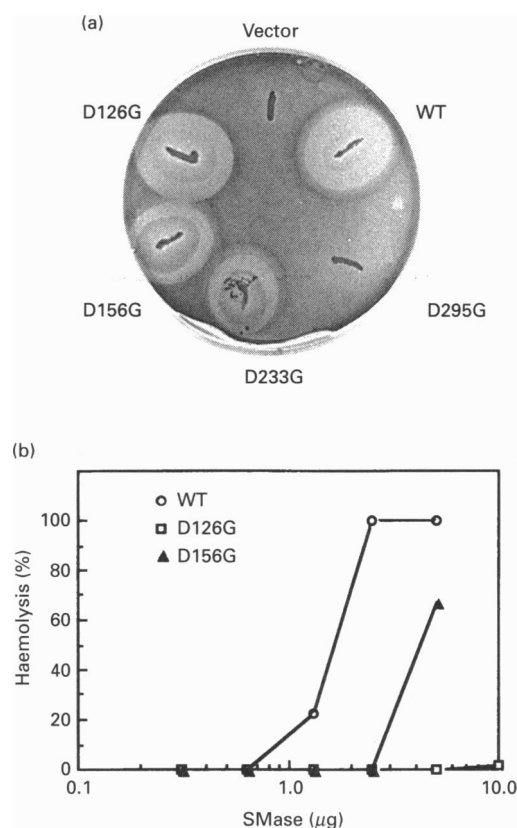 (a)
Vector
D126G
WT
D156G
D295G
D233G
(b)
WT
D126G
D156G
100
80
60
40
20
0
Haemolysis (%)
0.1
1.0
10.0
SMase (μg)